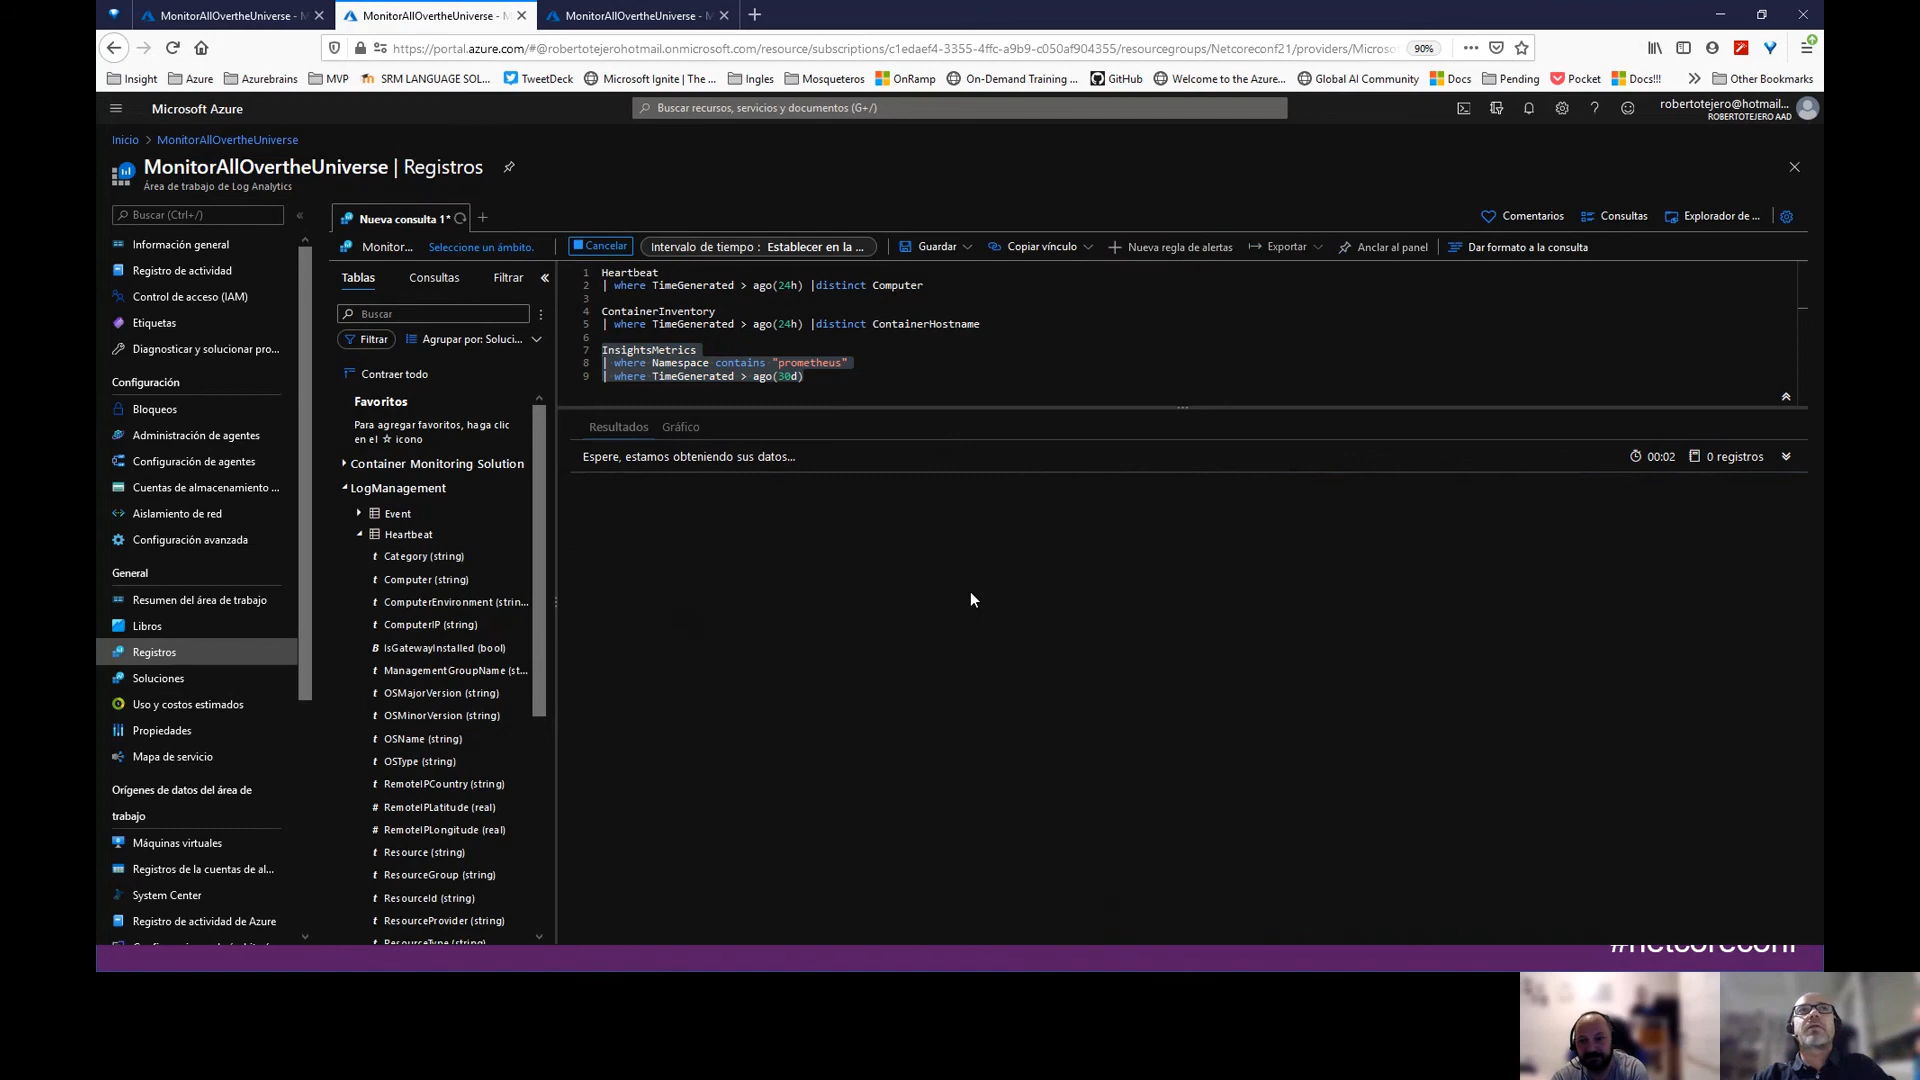 MonitorAllOvertheUniverse - M
MonitorAllOvertheUniverse - M
MonitorAllOvertheUniverse - M
https://portal.azure.com/#@robertotejerohotmail.onmicrosoft.com/resource/subscriptions/c1edaef4-3355-4ffc-a9b9-c050af904355/resourcegroups/Netcoreconf21/providers/Microso
90%
Insight
Azure
Azurebrains
MVP
SRM LANGUAGE SOL...
TweetDeck
Microsoft Ignite | The ...
Ingles
Mosqueteros
OnRamp
On-Demand Training ...
GitHub
Welcome to the Azure...
Global AI Community
Docs
Pending
Pocket
Docs!!!
Other Bookmarks
Microsoft Azure
Buscar recursos, servicios y documentos (G+/)
robertotejero@hotmail...
ROBERTOTEJERO AAD
Inicio > MonitorAllOvertheUniverse
MonitorAllOvertheUniverse | Registros
Área de trabajo de Log Analytics
Buscar (Ctrl+/)
Información general
Registro de actividad
Control de acceso (IAM)
Etiquetas
Diagnosticar y solucionar pro...
Configuración
Bloqueos
Administración de agentes
Configuración de agentes
Cuentas de almacenamiento ...
Aislamiento de red
Configuración avanzada
General
Resumen del área de trabajo
Libros
Registros
Soluciones
Uso y costes estimados
Propiedades
Mapa de servicio
Orígenes de datos del área de
trabajo
Máquinas virtuales
Registros de la cuentas de al...
System Center
Registro de actividad de Azure
Nueva consulta 1*
Comentarios
Consultas
Explorador de ...
Monitor...
Seleccione un ámbito.
Cancelar
Intervalo de tiempo : Establecer en la ...
Guardar
Copiar vínculo
Nueva regla de alertas
Exportar
Anclar al panel
Dar formato a la consulta
Tablas
Consultas
Filtrar
Buscar
Filtrar
Agrupar por: Soluci...
Contraer todo
Favoritos
Para agregar favoritos, haga clic
en el ☆ icono
Container Monitoring Solution
LogManagement
Event
Heartbeat
t Category (string)
t Computer (string)
t ComputerEnvironment (strin...
t ComputerIP (string)
B IsGatewayInstalled (bool)
t ManagementGroupName (st...
t OSMajorVersion (string)
t OSMinorVersion (string)
t OSName (string)
t OSType (string)
t RemoteIPCountry (string)
# RemoteIPLatitude (real)
# RemoteIPLongitude (real)
t Resource (string)
t ResourceGroup (string)
t ResourceId (string)
t ResourceProvider (string)
t ResourceType (string)
1 Heartbeat
2 | where TimeGenerated > ago(24h) |distinct Computer
3
4 ContainerInventory
5 | where TimeGenerated > ago(24h) |distinct ContainerHostname
6
7 InsightsMetrics
8 | where Namespace contains "prometheus"
9 | where TimeGenerated > ago(30d)
Resultados
Gráfico
Espere, estamos obteniendo sus datos...
00:02
0 registros
#netcoreconf